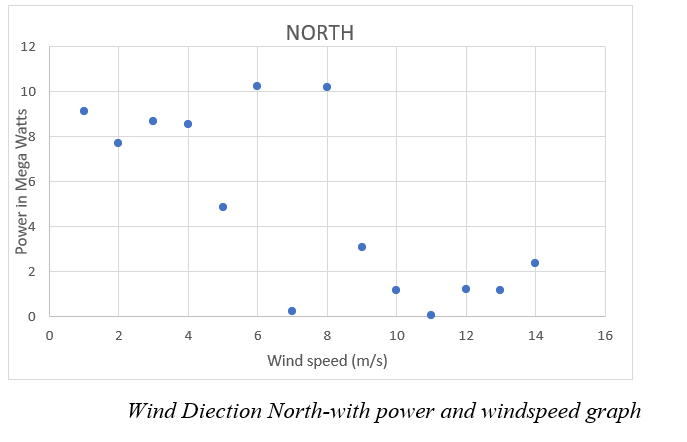 NORTH
12
10
8
6
4
2
0
Power in Mega Watts
0 2 4 6 8 10 12 14 16
Wind speed (m/s)
Wind Diection North-with power and windspeed graph